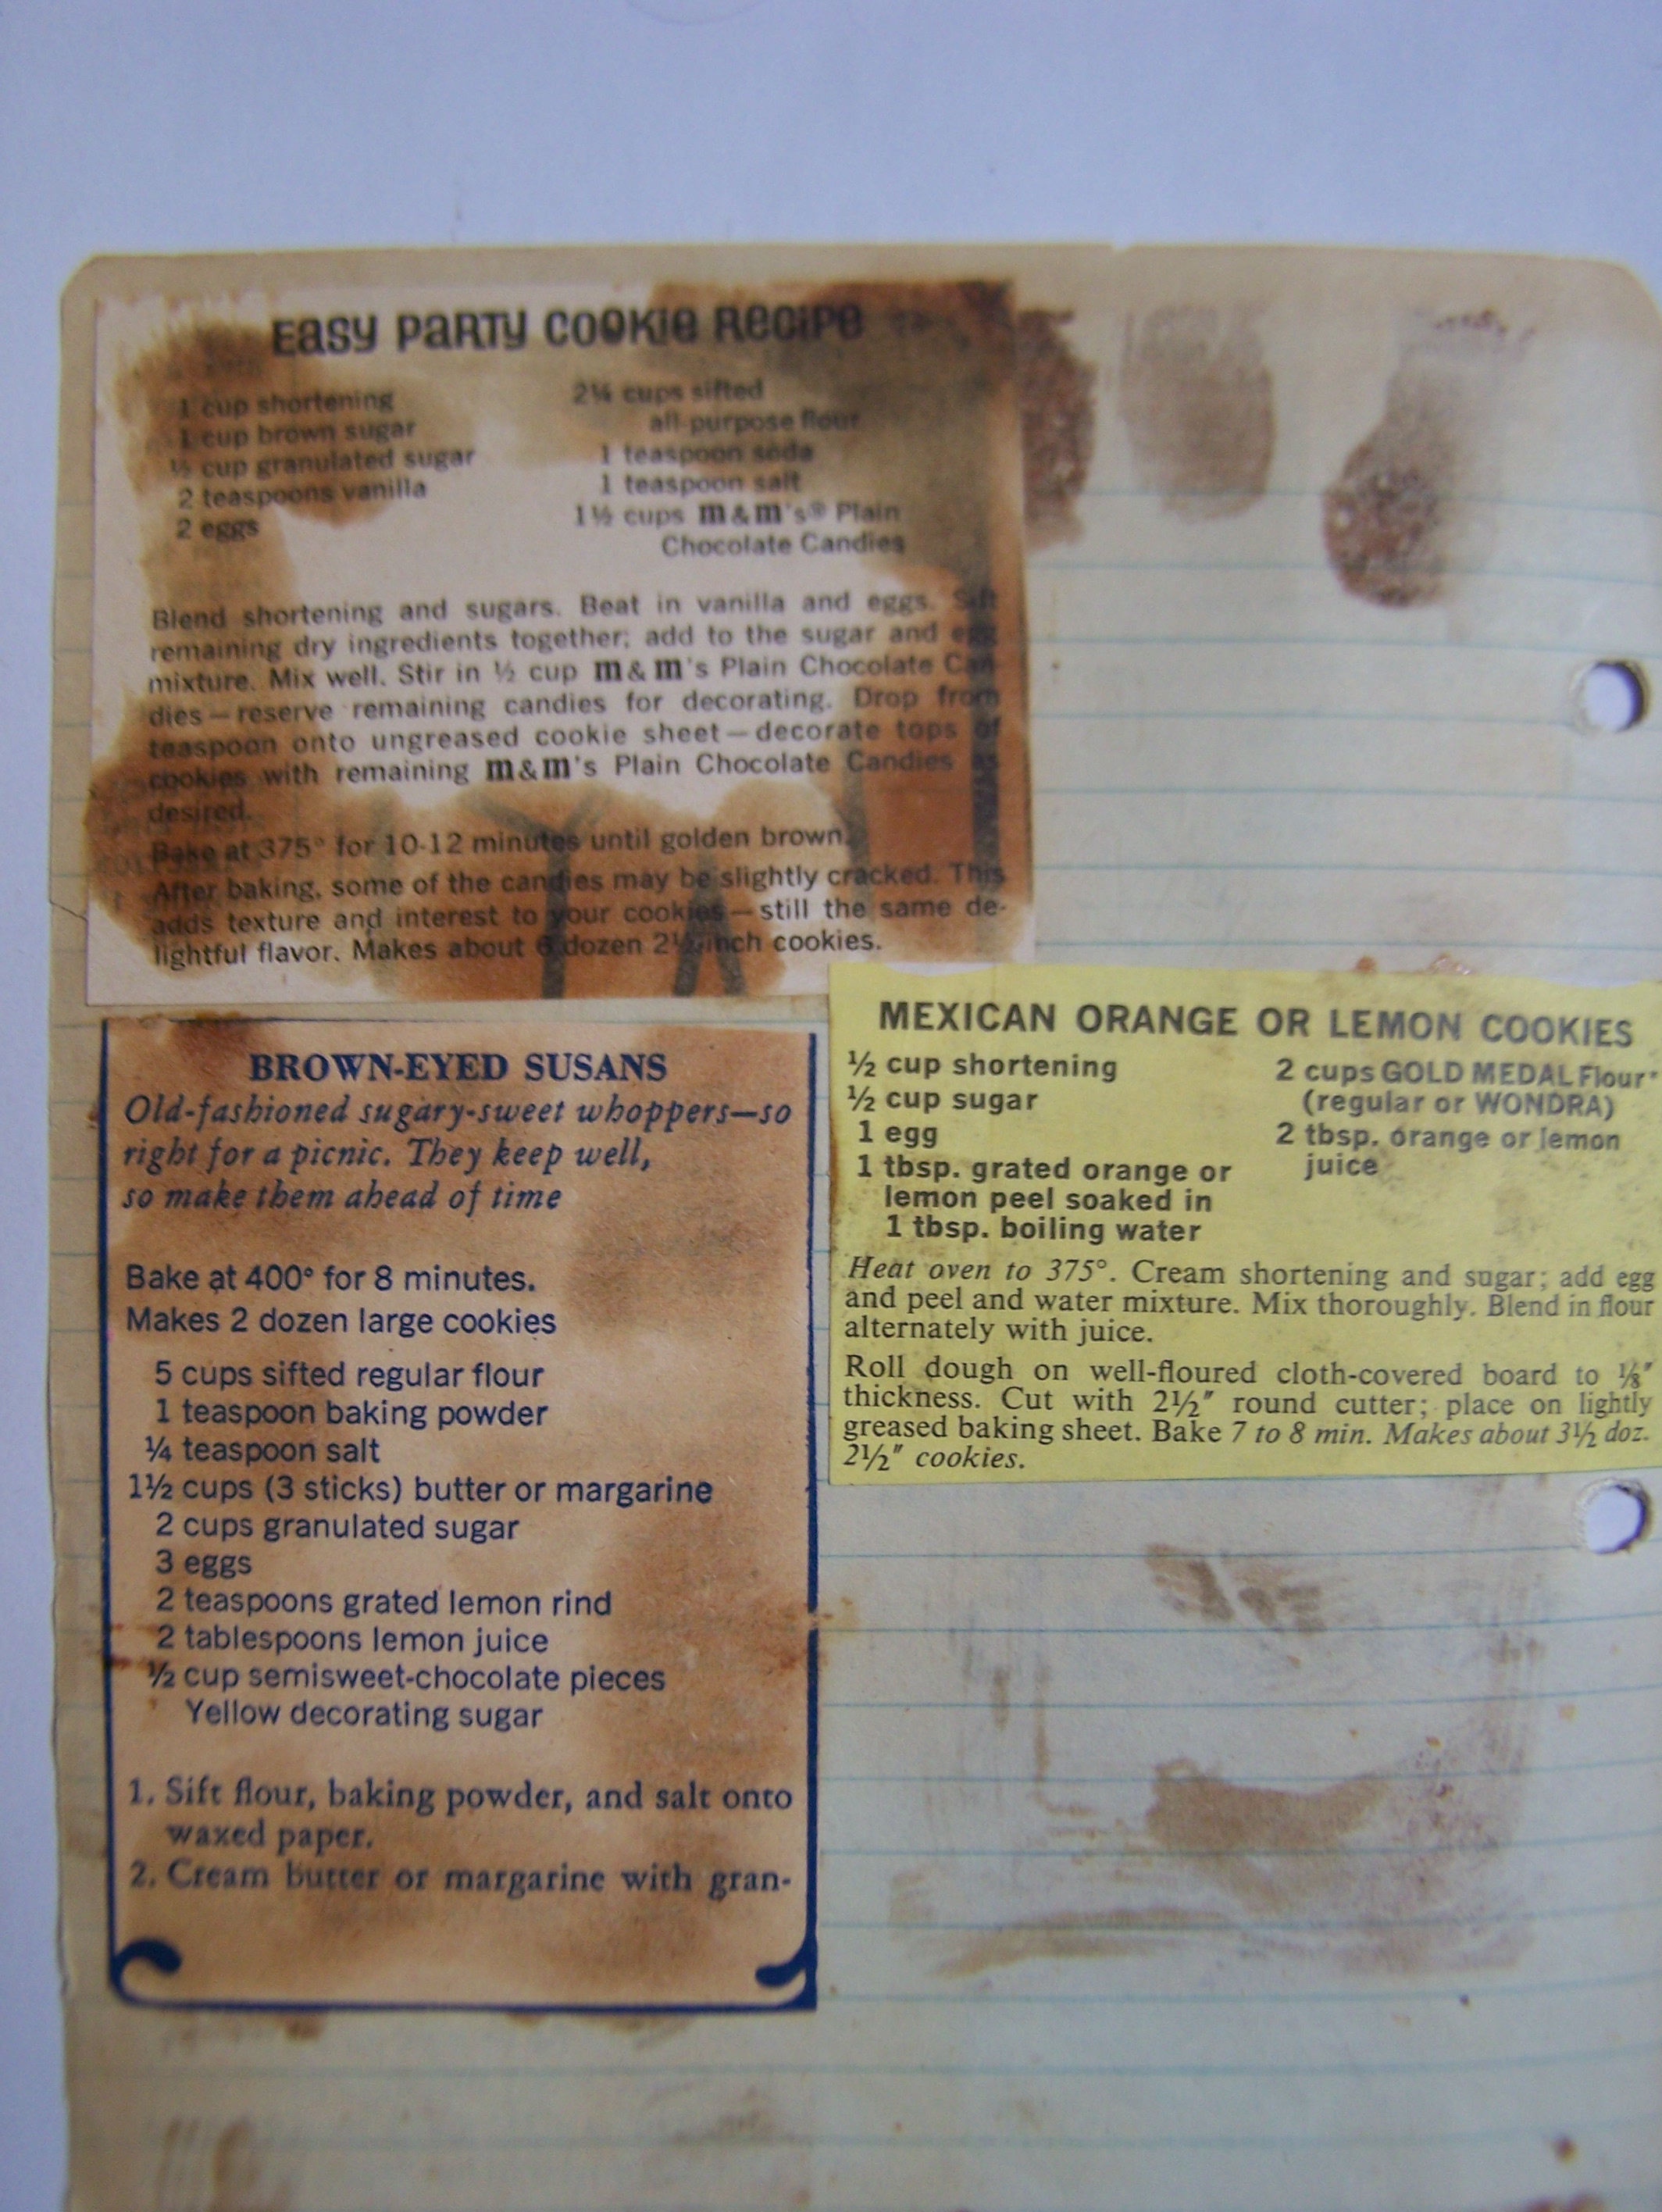 Easy Party Cookie Recipe
1 cup shortening
1 cup brown sugar
½ cup granulated sugar
2 teaspoons vanilla
2 eggs
2¼ cups sifted
all-purpose flour
1 teaspoon soda
1 teaspoon salt
1½ cups m&m's® Plain
Chocolate Candies
Blend shortening and sugars. Beat in vanilla and eggs. Sift
remaining dry ingredients together; add to the sugar and egg
mixture. Mix well. Stir in ½ cup m&m's Plain Chocolate Can-
dies—reserve remaining candies for decorating. Drop from
teaspoon onto ungreased cookie sheet—decorate tops of
cookies with remaining m&m's Plain Chocolate Candies as
desired.
Bake at 375° for 10-12 minutes until golden brown.
After baking, some of the candies may be slightly cracked. This
adds texture and interest to your cookies—still the same de-
lightful flavor. Makes about 6 dozen 2½-inch cookies.
BROWN-EYED SUSANS
Old-fashioned sugary-sweet whoppers—so
right for a picnic. They keep well,
so make them ahead of time
Bake at 400° for 8 minutes.
Makes 2 dozen large cookies
5 cups sifted regular flour
1 teaspoon baking powder
¼ teaspoon salt
1½ cups (3 sticks) butter or margarine
2 cups granulated sugar
3 eggs
2 teaspoons grated lemon rind
2 tablespoons lemon juice
½ cup semisweet-chocolate pieces
Yellow decorating sugar
1. Sift flour, baking powder, and salt onto
waxed paper.
2. Cream butter or margarine with gran-
MEXICAN ORANGE OR LEMON COOKIES
½ cup shortening
½ cup sugar
1 egg
1 tbsp. grated orange or
lemon peel soaked in
1 tbsp. boiling water
2 cups GOLD MEDAL Flour*
(regular or WONDRA)
2 tbsp. orange or lemon
juice
Heat oven to 375°. Cream shortening and sugar; add egg
and peel and water mixture. Mix thoroughly. Blend in flour
alternately with juice.
Roll dough on well-floured cloth-covered board to ⅛"
thickness. Cut with 2½" round cutter; place on lightly
greased baking sheet. Bake 7 to 8 min. Makes about 3½ doz.
2½" cookies.